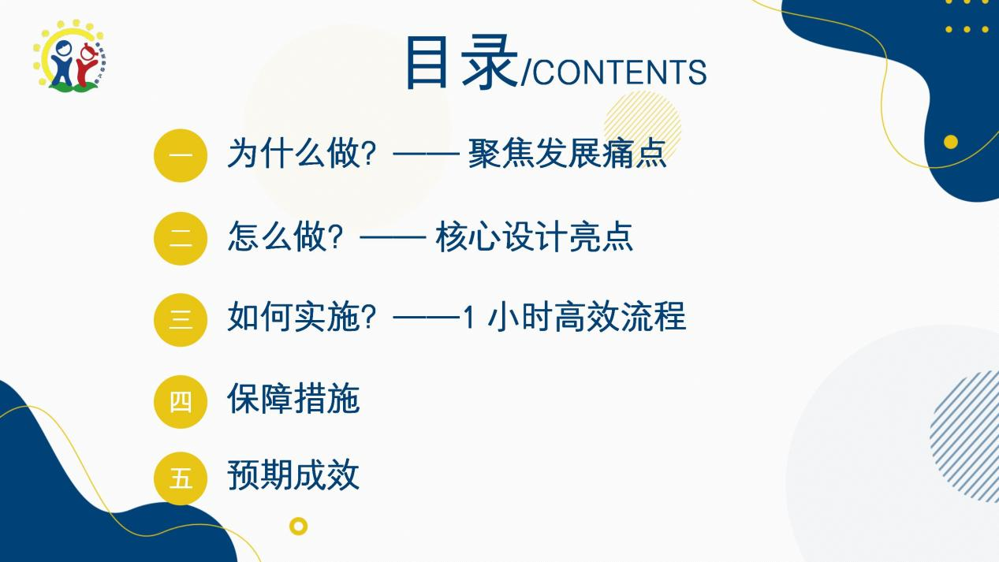 目录/CONTENTS
一 为什么做？—— 聚焦发展痛点
二 怎么做？—— 核心设计亮点
三 如何实施？——1 小时高效流程
四 保障措施
五 预期成效